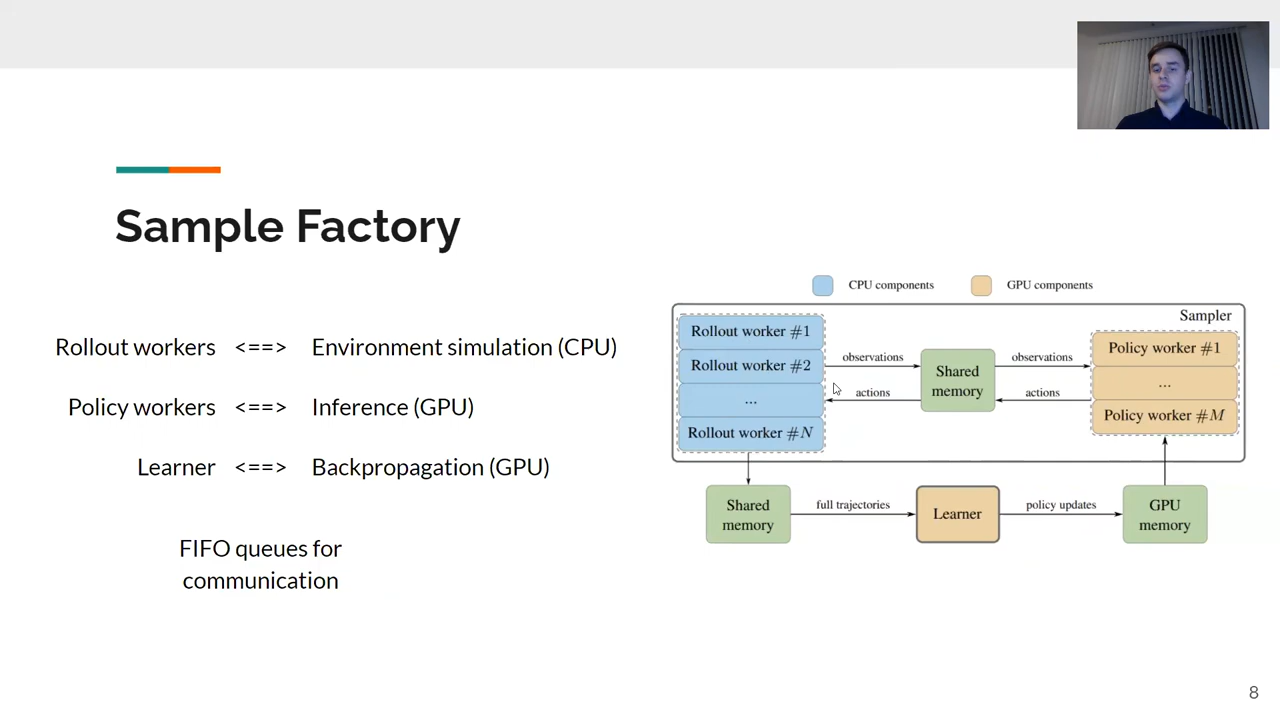 Sample Factory
Rollout workers <==> Environment simulation (CPU)
Policy workers <==> Inference (GPU)
Learner <==> Backpropagation (GPU)
FIFO queues for
communication
CPU components
GPU components
Sampler
Rollout worker #1
Rollout worker #2
...
Rollout worker #N
observations
actions
Shared
memory
observations
actions
Policy worker #1
...
Policy worker #M
Shared
memory
full trajectories
Learner
policy updates
GPU
memory
8